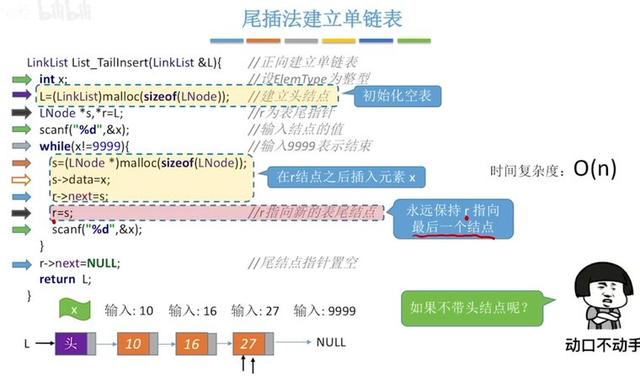 bilibili
尾插法建立单链表
LinkList List_TailInsert(LinkList &L){ //正向建立单链表
int x; //设ElemType为整型
L=(LinkList)malloc(sizeof(LNode)); //建立头结点
初始化空表
LNode *s,*r=L; //r为表尾指针
scanf("%d",&x); //输入结点的值
while(x!=9999){ //输入9999表示结束
s=(LNode *)malloc(sizeof(LNode));
s->data=x;
r->next=s;
在r结点之后插入元素 x
时间复杂度: O(n)
r=s; //r指向新的表尾结点
永远保持 r 指向
最后一个结点
scanf("%d",&x);
}
r->next=NULL; //尾结点指针置空
return L;
}
如果不带头结点呢?
x 输入: 10 输入: 16 输入: 27 输入: 9999
L 头 10 16 27 NULL
动口不动手